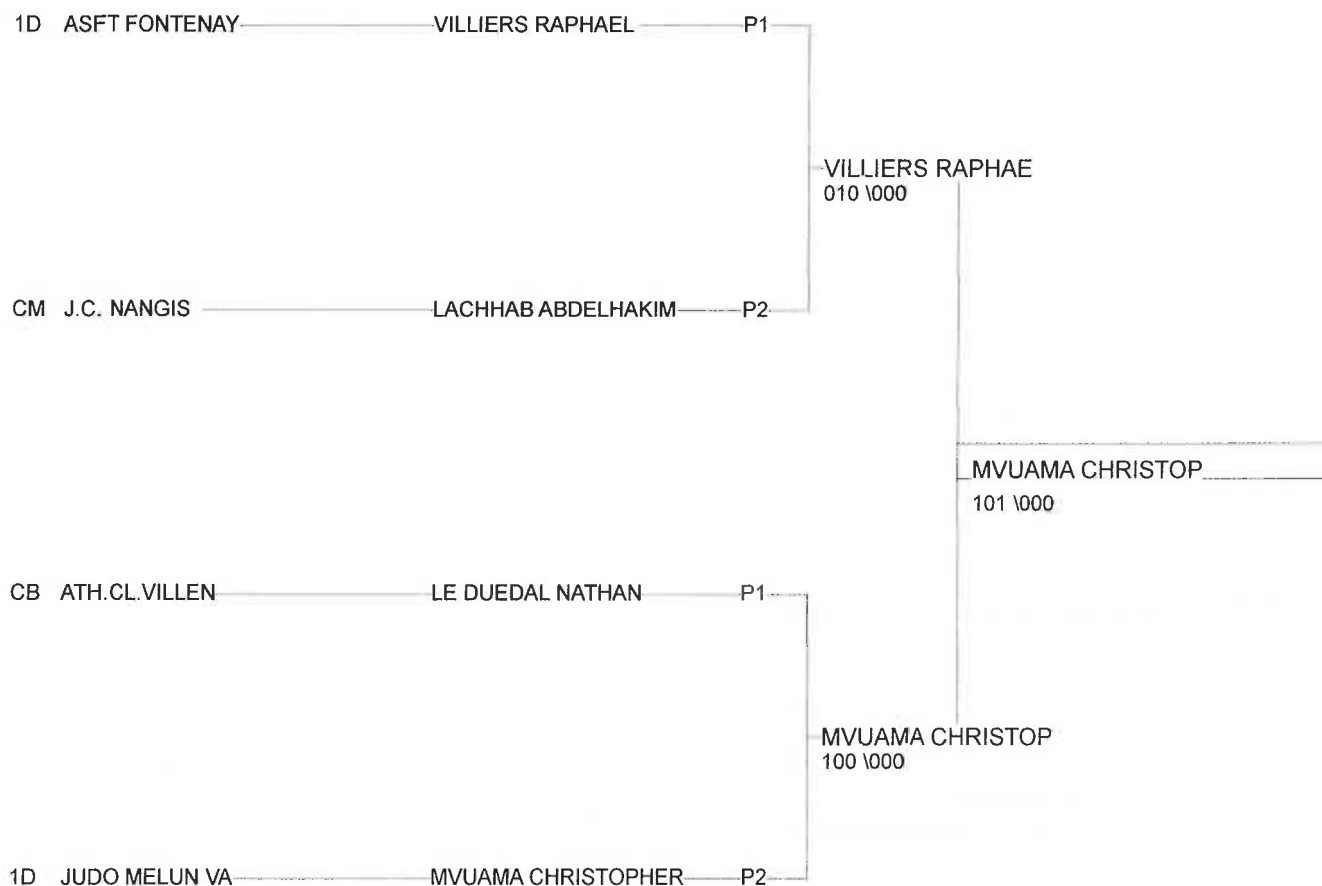 1D ASFT FONTENAY VILLIERS RAPHAEL P1
VILLIERS RAPHAE
010 \000
CM J.C. NANGIS LACHHAB ABDELHAKIM P2
MVUAMA CHRISTOP
101 \000
CB ATH.CL.VILLEN LE DUEDAL NATHAN P1
MVUAMA CHRISTOP
100 \000
1D JUDO MELUN VA MVUAMA CHRISTOPHER P2